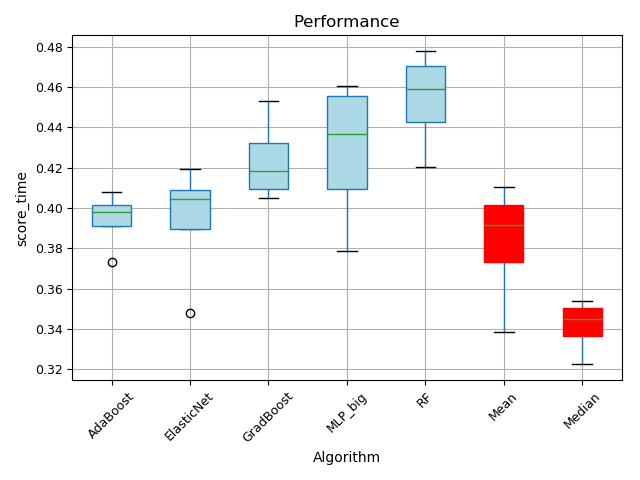 Performance
0.48
0.46
0.44
0.42
0.40
0.38
0.36
0.34
0.32
score_time
AdaBoost
ElasticNet
GradBoost
MLP_big
RF
Mean
Median
Algorithm